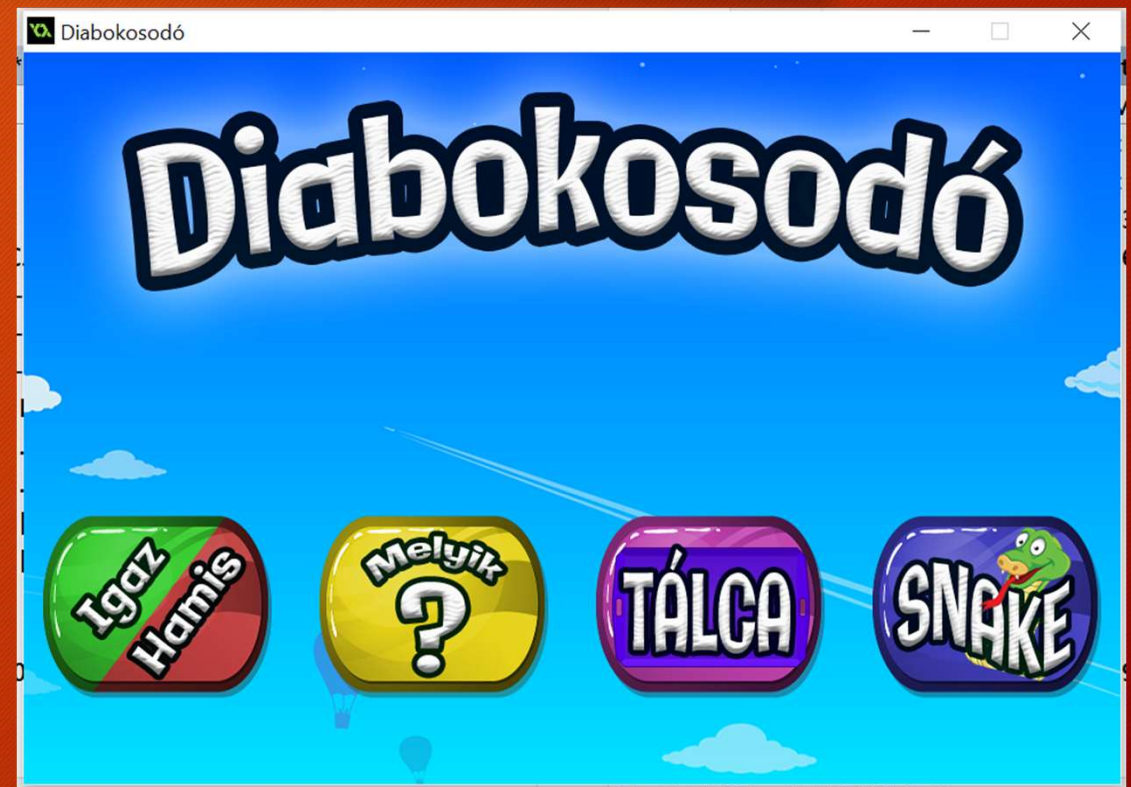 Diabokosodó
Diabokosodó
Igaz
Hamis
Melyik
?
TÁLCA
SNAKE